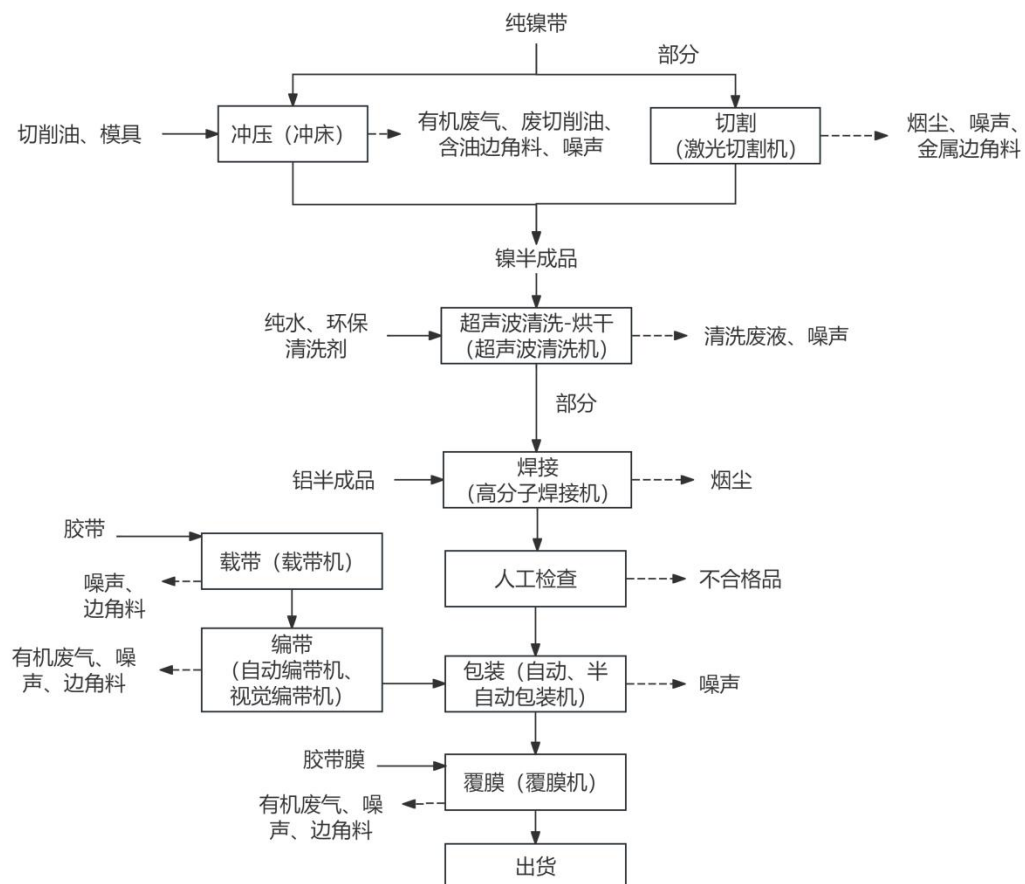 纯镍带
部分
切削油、模具
冲压（冲床）
有机废气、废切削油、
含油边角料、噪声
切割
（激光切割机）
烟尘、噪声、
金属边角料
镍半成品
纯水、环保
清洗剂
超声波清洗-烘干
（超声波清洗机）
清洗废液、噪声
部分
铝半成品
焊接
（高分子焊接机）
烟尘
胶带
载带（载带机）
噪声、
边角料
人工检查
不合格品
有机废气、噪
声、边角料
编带
（自动编带机、
视觉编带机）
包装（自动、半
自动包装机）
噪声
胶带膜
覆膜（覆膜机）
有机废气、噪
声、边角料
出货